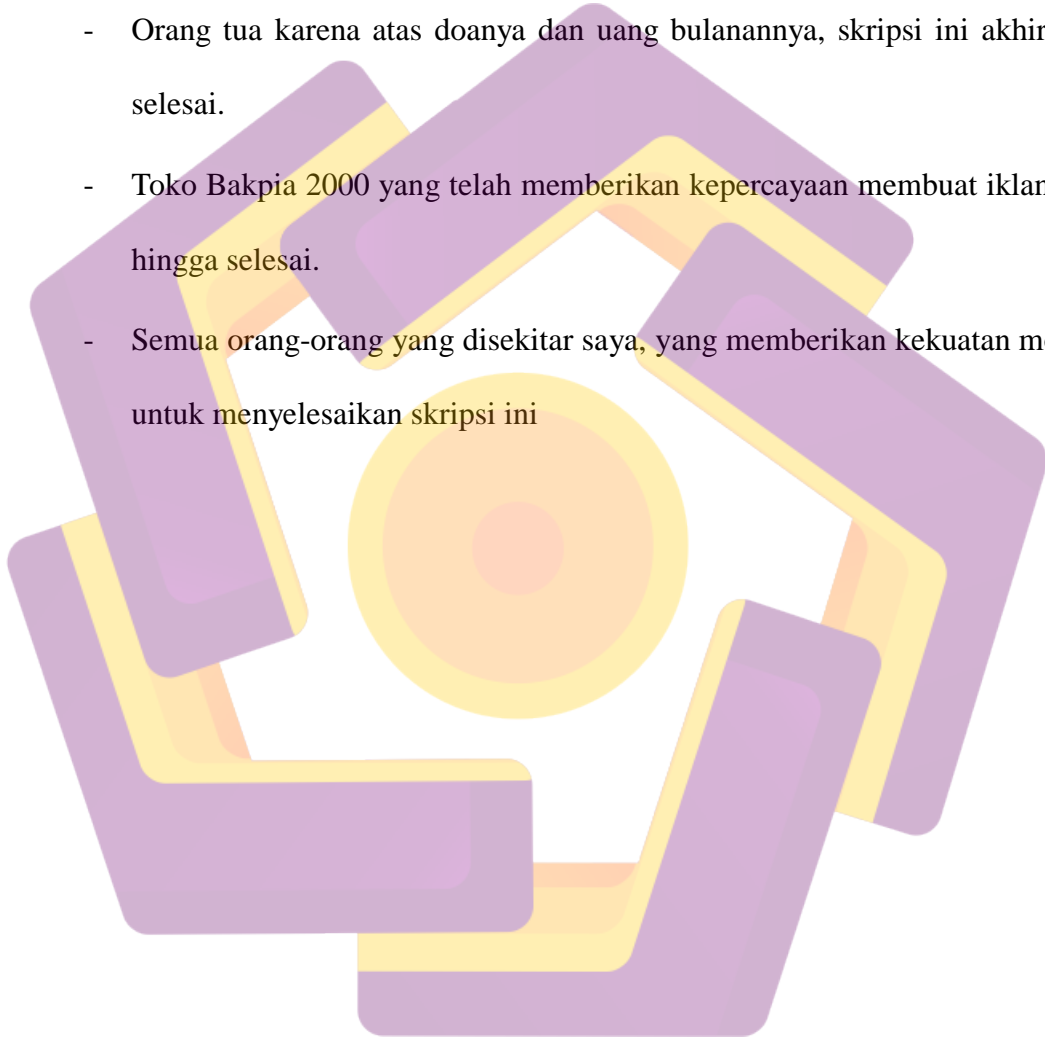 - Orang tua karena atas doanya dan uang bulanannya, skripsi ini akhir
selesai.
- Toko Bakpia 2000 yang telah memberikan kepercayaan membuat iklan
hingga selesai.
- Semua orang-orang yang disekitar saya, yang memberikan kekuatan m
untuk menyelesaikan skripsi ini